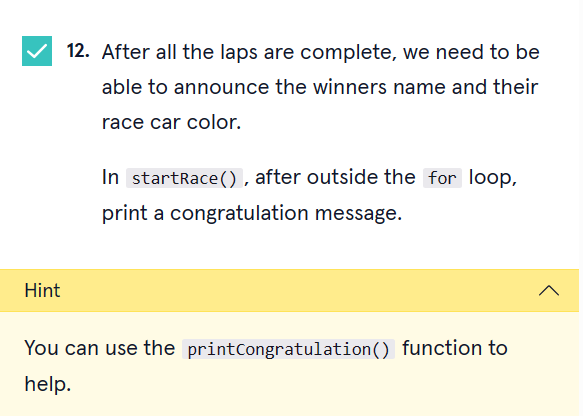 12. After all the laps are complete, we need to be
able to announce the winners name and their
race car color.
In startRace(), after outside the for loop,
print a congratulation message.
Hint
You can use the printCongratulation() function to
help.